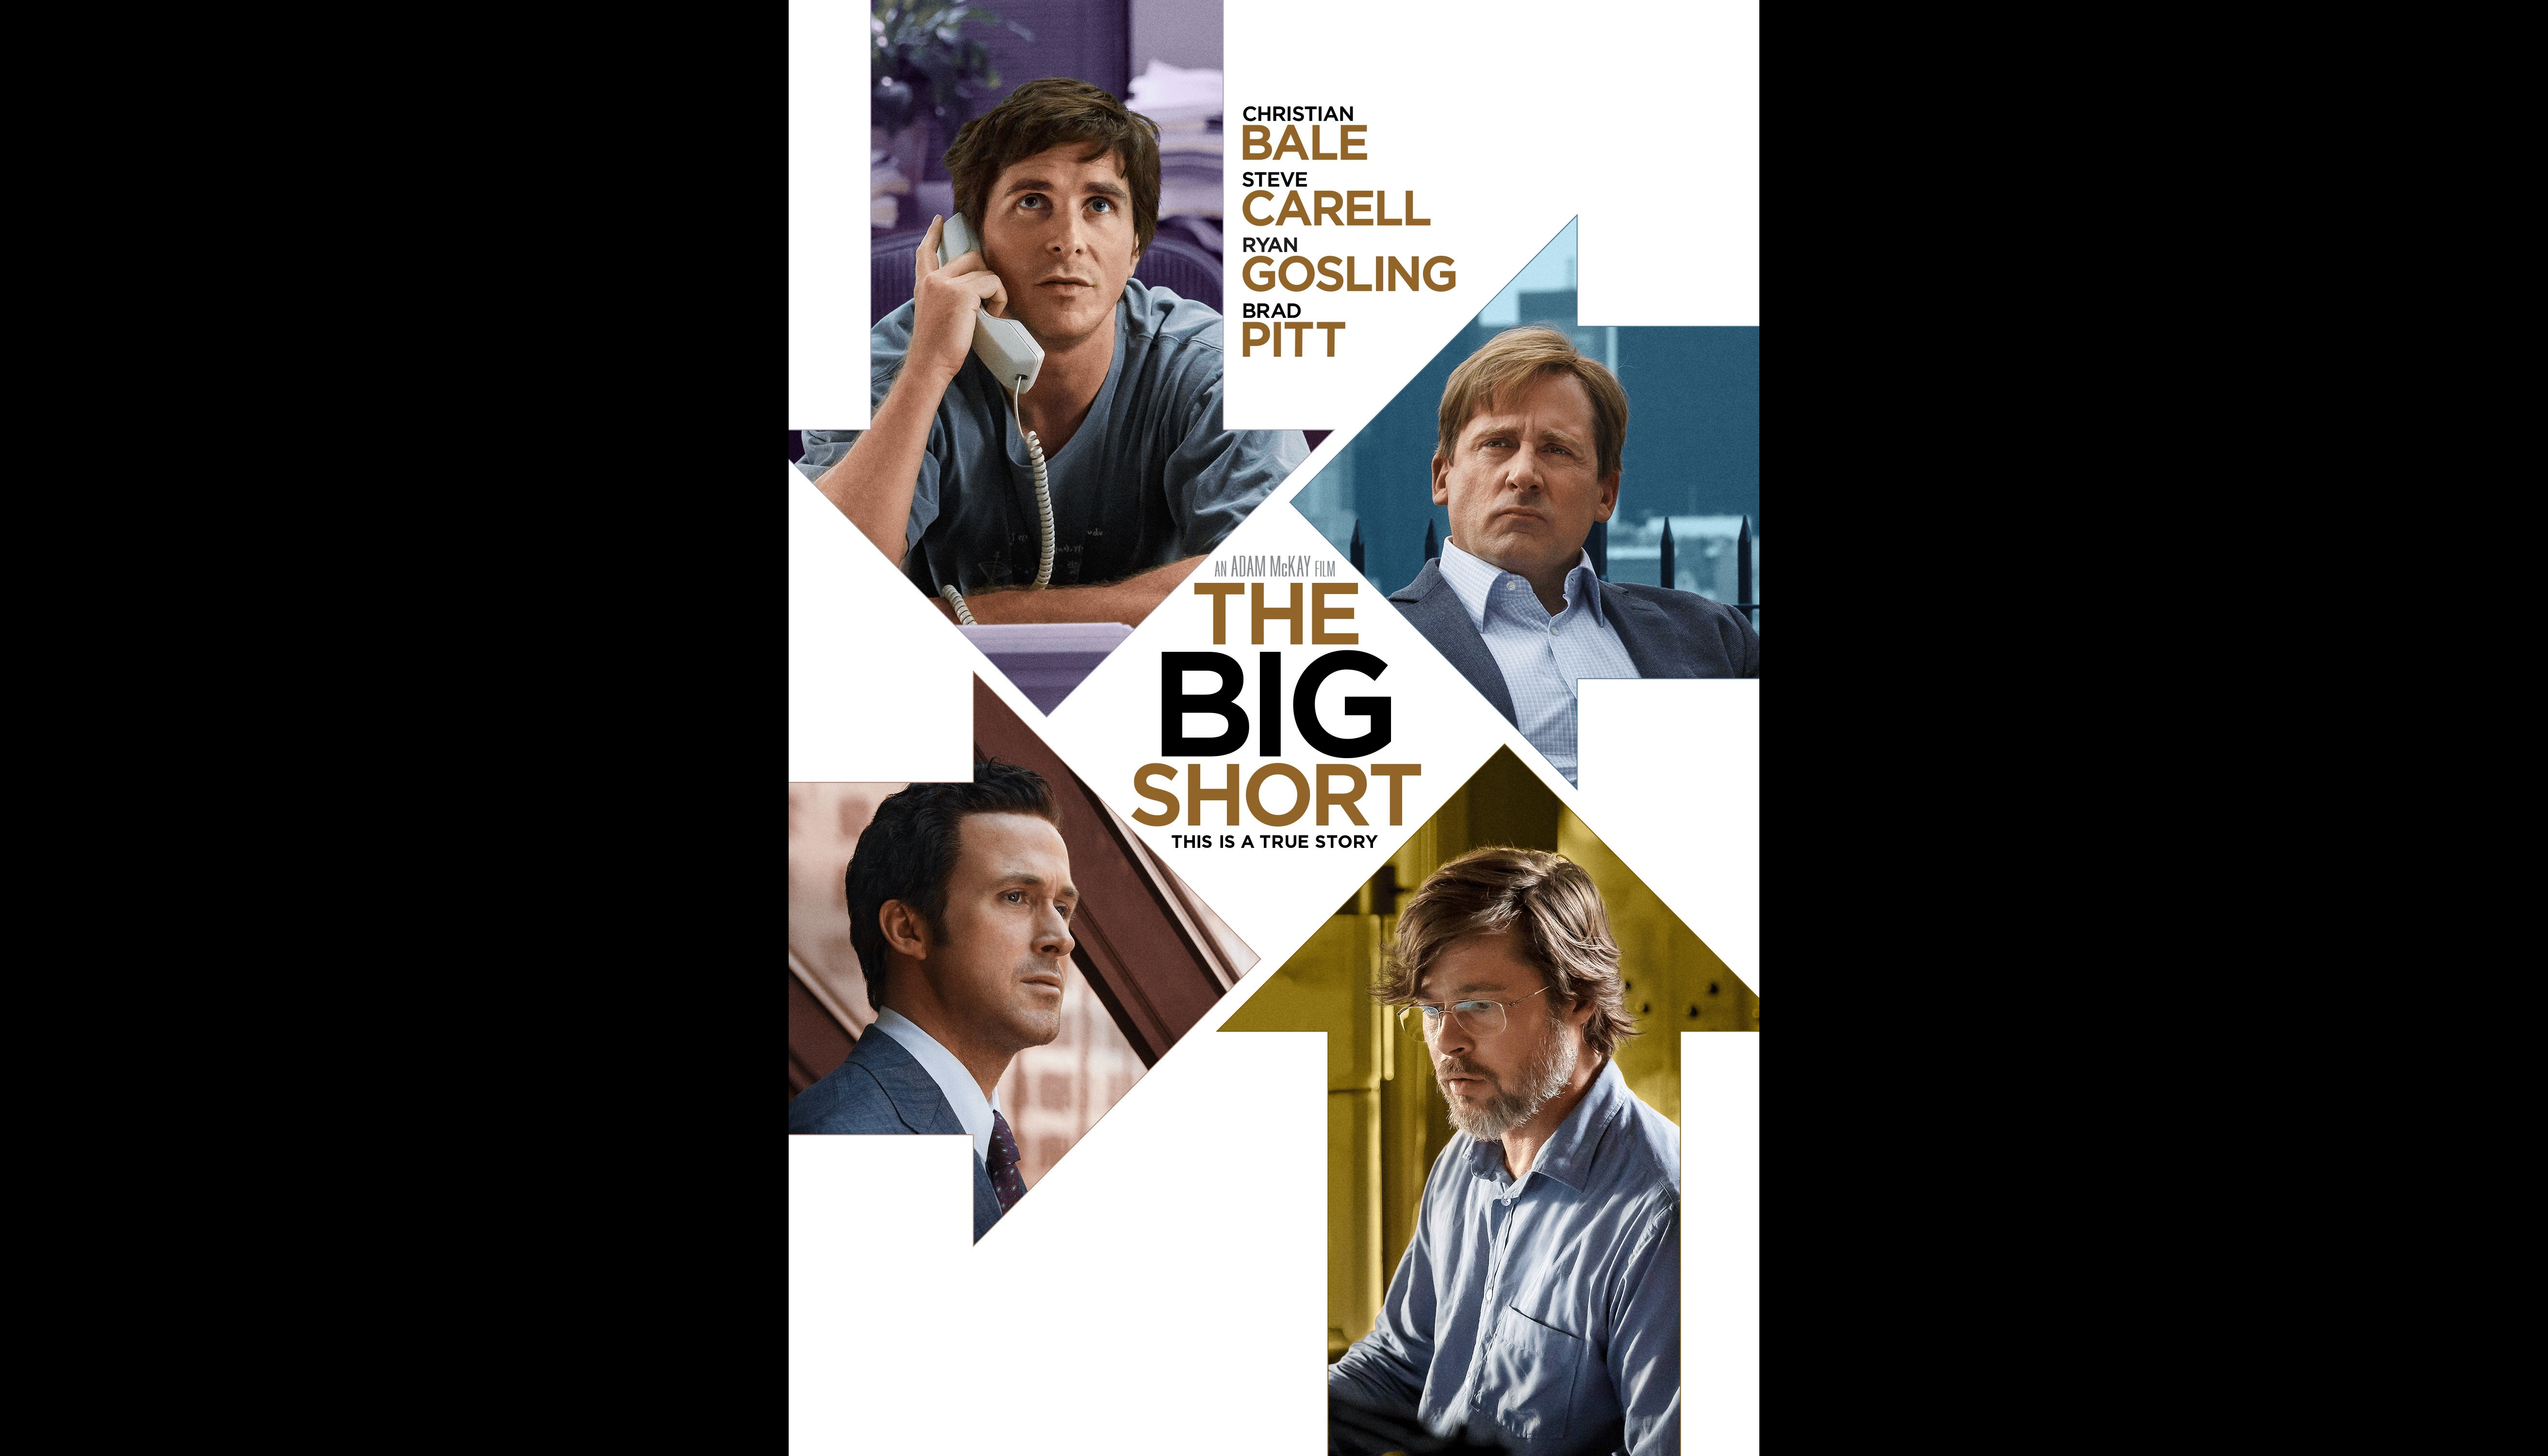 CHRISTIAN
BALE
STEVE
CARELL
RYAN
GOSLING
BRAD
PITT
AN ADAM McKAY FILM
THE
BIG
SHORT
THIS IS A TRUE STORY